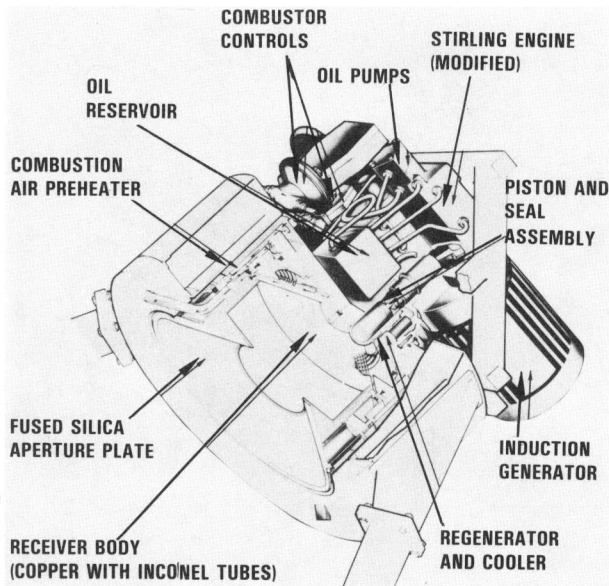 COMBUSTOR
CONTROLS
STIRLING ENGINE
(MODIFIED)
OIL PUMPS
OIL
RESERVOIR
COMBUSTION
AIR PREHEATER
PISTON AND
SEAL
ASSEMBLY
FUSED SILICA
APERTURE PLATE
INDUCTION
GENERATOR
RECEIVER BODY
(COPPER WITH INCONEL TUBES)
REGENERATOR
AND COOLER